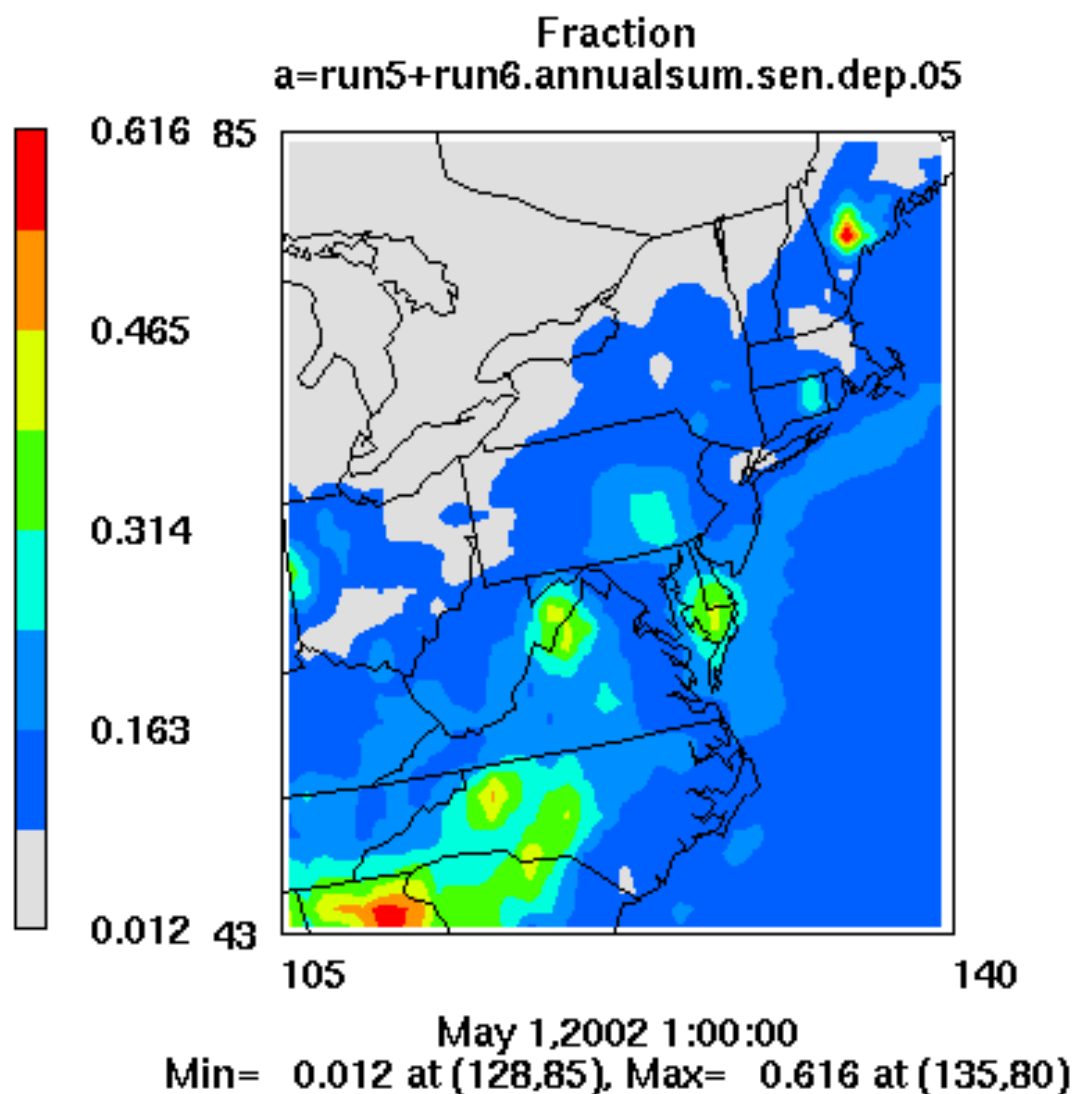 Fraction
a=run5+run6.annualsum.sen.dep.05
0.616 85
0.465
0.314
0.163
0.012 43
105 140
May 1,2002 1:00:00
Min= 0.012 at (128,85), Max= 0.616 at (135,80)